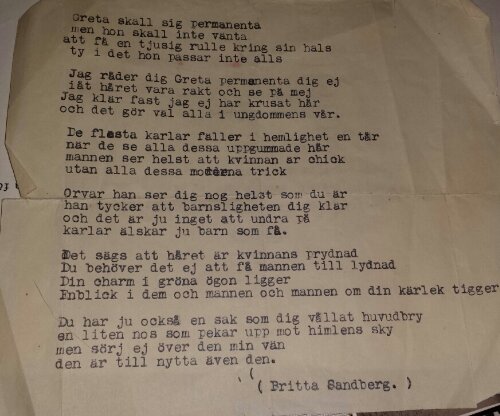 Greta skall sig permanenta
men hon skall inte vänta
att få en tjusig rulle kring sin hals
ty i det hon passar inte alls
Jag råder dig Greta permanenta dig ej
låt håret vara rakt och se på mej
Jag klar fast jag ej har krusat hår
och det gör väl alla i ungdommens vår.
De flesta karlar fäller i hemlighet en tår
när de se alla dessa uppgummade hår
mannen ser helst att kvinnan är chick
utan alla dessa moderna trick
Orvar han ser dig nog helst som du är
han tycker att barnsligheten dig klär
och det är ju inget att undra på
karlar älskar ju barn som få.
Det sägs att håret är kvinnans prydnad
Du behöver det ej att få mannen till lydnad
Din charm i gröna ögon ligger
Enblick i dem och mannen och mannen om din kärlek tigger
Du har ju också en sak som dig vållat huvudbry
en liten nos som pekar upp mot himlens sky
men sörj ej över den min vän
den är till nytta även den.
( Britta Sandberg. )